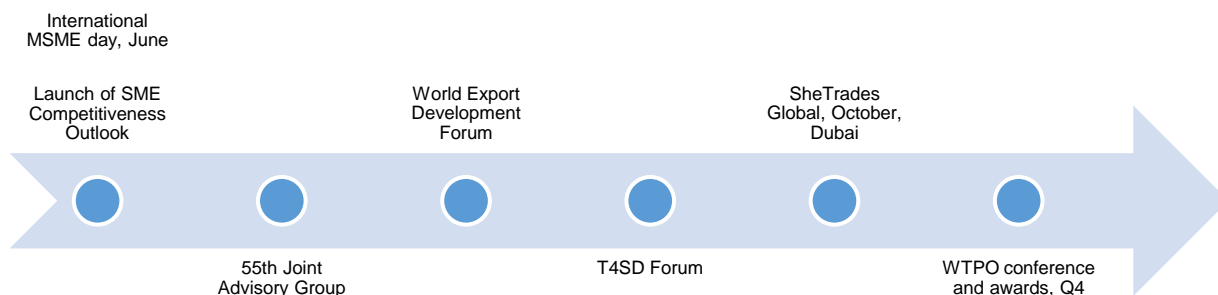 International
MSME day, June
Launch of SME
Competitiveness
Outlook
55th Joint
Advisory Group
World Export
Development
Forum
T4SD Forum
SheTrades
Global, October,
Dubai
WTPO conference
and awards, Q4